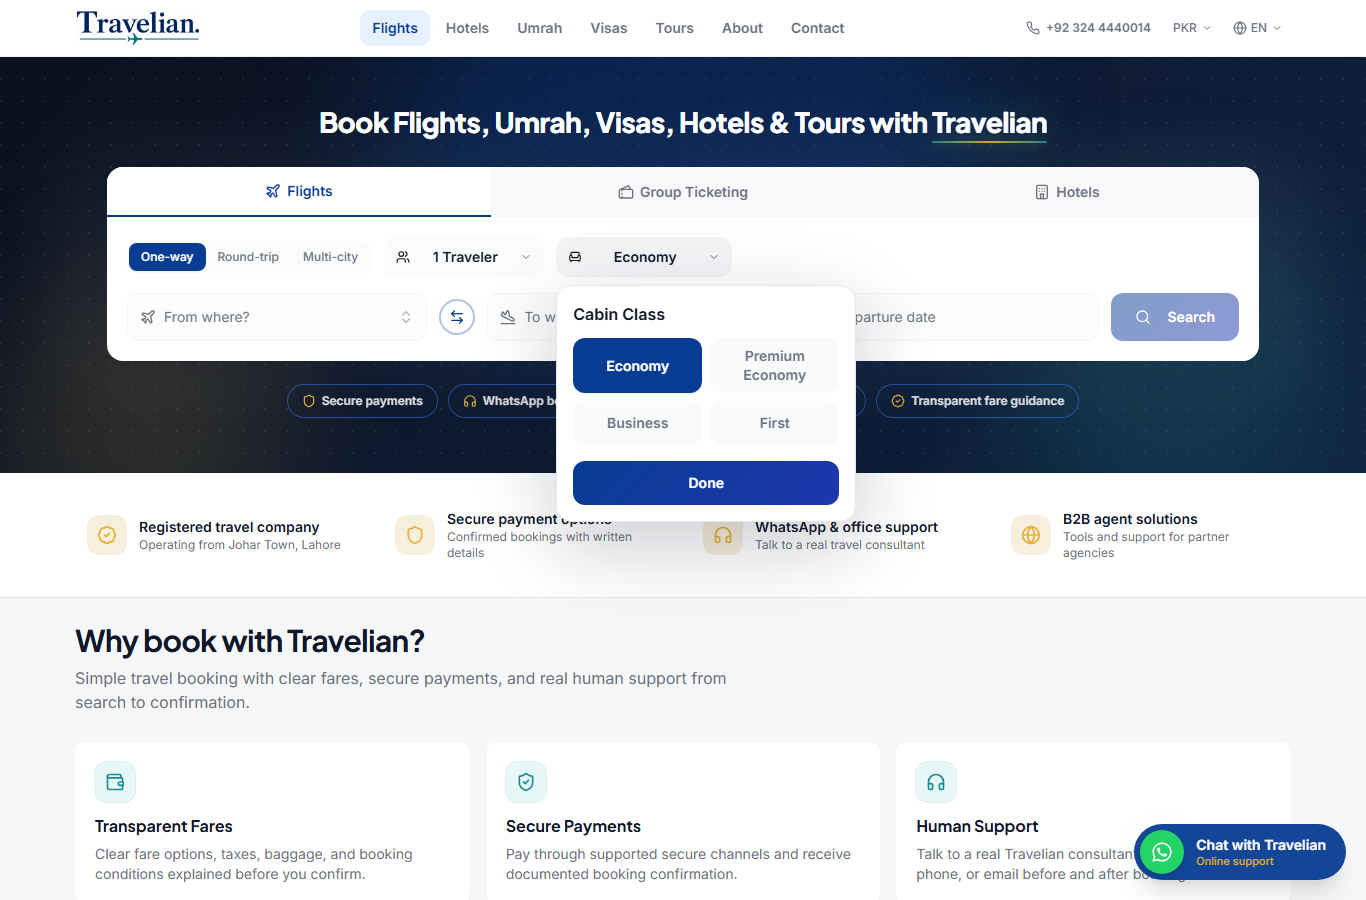 Travelian.
Flights
Hotels
Umrah
Visas
Tours
About
Contact
+92 324 4440014
PKR
EN
Book Flights, Umrah, Visas, Hotels & Tours with Travelian
Flights
Group Ticketing
Hotels
One-way
Round-trip
Multi-city
1 Traveler
Economy
From where?
To w
parture date
Search
Cabin Class
Economy
Premium
Economy
Business
First
Done
Secure payments
WhatsApp bo
Transparent fare guidance
Registered travel company
Operating from Johar Town, Lahore
Secure payment options
Confirmed bookings with written
details
WhatsApp & office support
Talk to a real travel consultant
B2B agent solutions
Tools and support for partner
agencies
Why book with Travelian?
Simple travel booking with clear fares, secure payments, and real human support from
search to confirmation.
Transparent Fares
Clear fare options, taxes, baggage, and booking
conditions explained before you confirm.
Secure Payments
Pay through supported secure channels and receive
documented booking confirmation.
Human Support
Talk to a real Travelian consultan
phone, or email before and after
Chat with Travelian
Online support